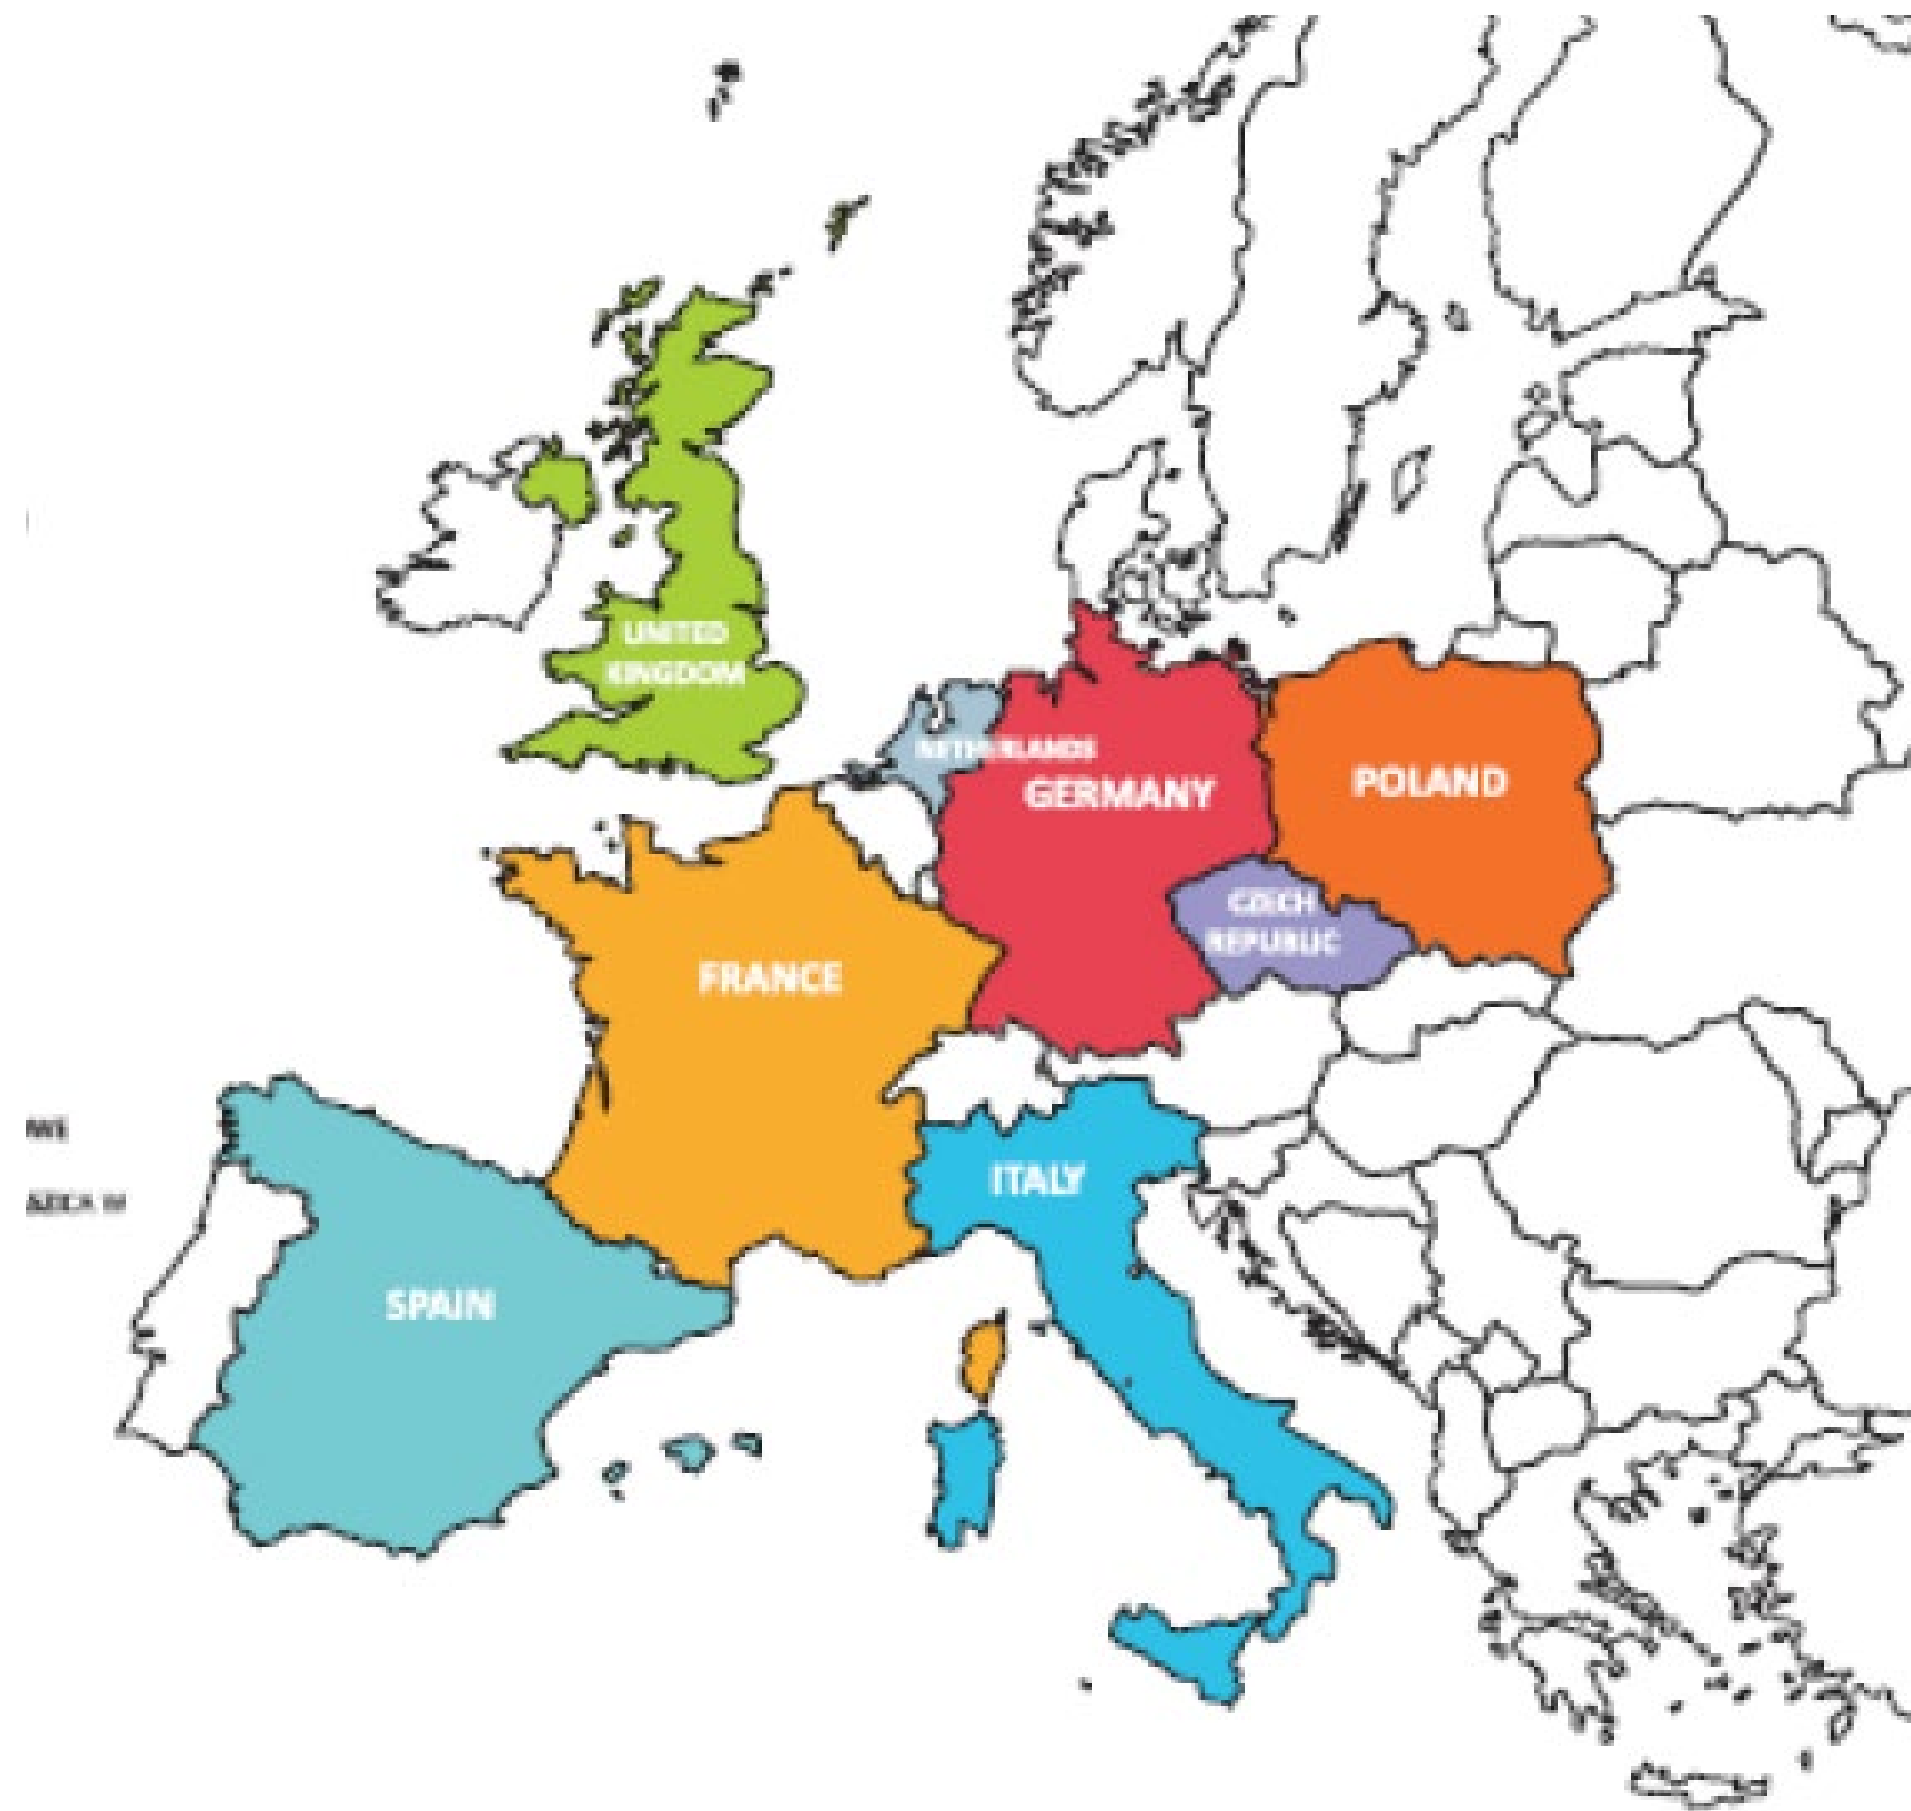 UNITED
KINGDOM
NETHERLANDS
GERMANY
POLAND
CZECH
REPUBLIC
FRANCE
ITALY
SPAIN